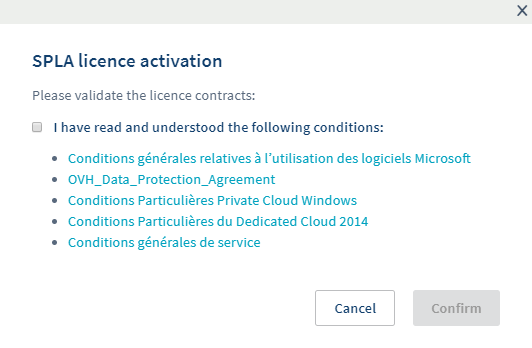 SPLA licence activation
Please validate the licence contracts:
I have read and understood the following conditions:
Conditions générales relatives à l'utilisation des logiciels Microsoft
OVH_Data_Protection_Agreement
Conditions Particulières Private Cloud Windows
Conditions Particulières du Dedicated Cloud 2014
Conditions générales de service
Cancel
Confirm